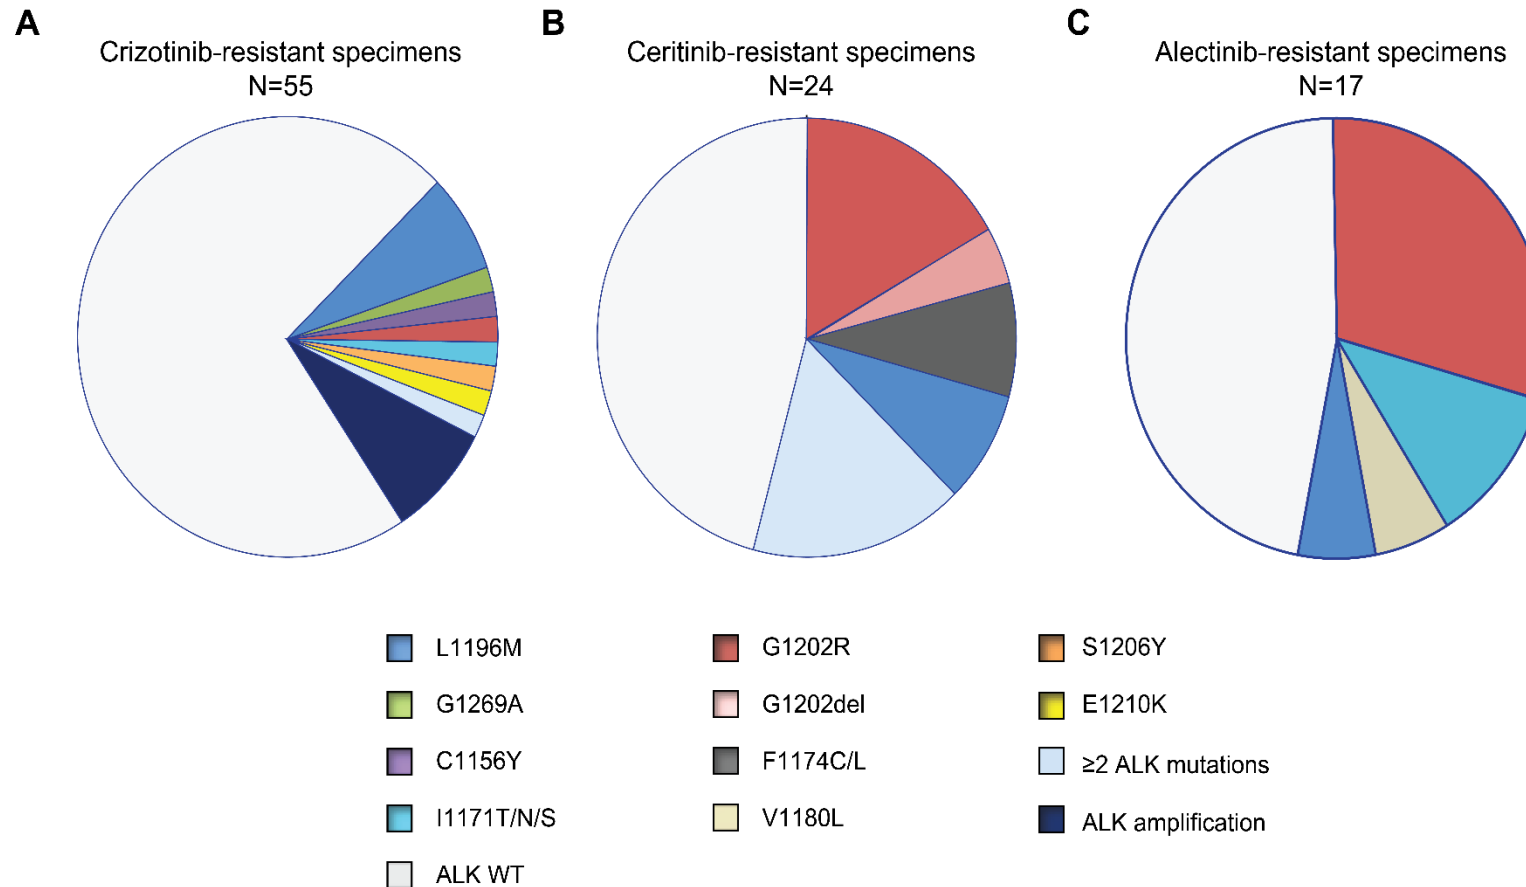 A
Crizotinib-resistant specimens
N=55
B
Ceritinib-resistant specimens
N=24
C
Alectinib-resistant specimens
N=17
L1196M
G1269A
C1156Y
I1171T/N/S
ALK WT
G1202R
G1202del
F1174C/L
V1180L
S1206Y
E1210K
≥2 ALK mutations
ALK amplification